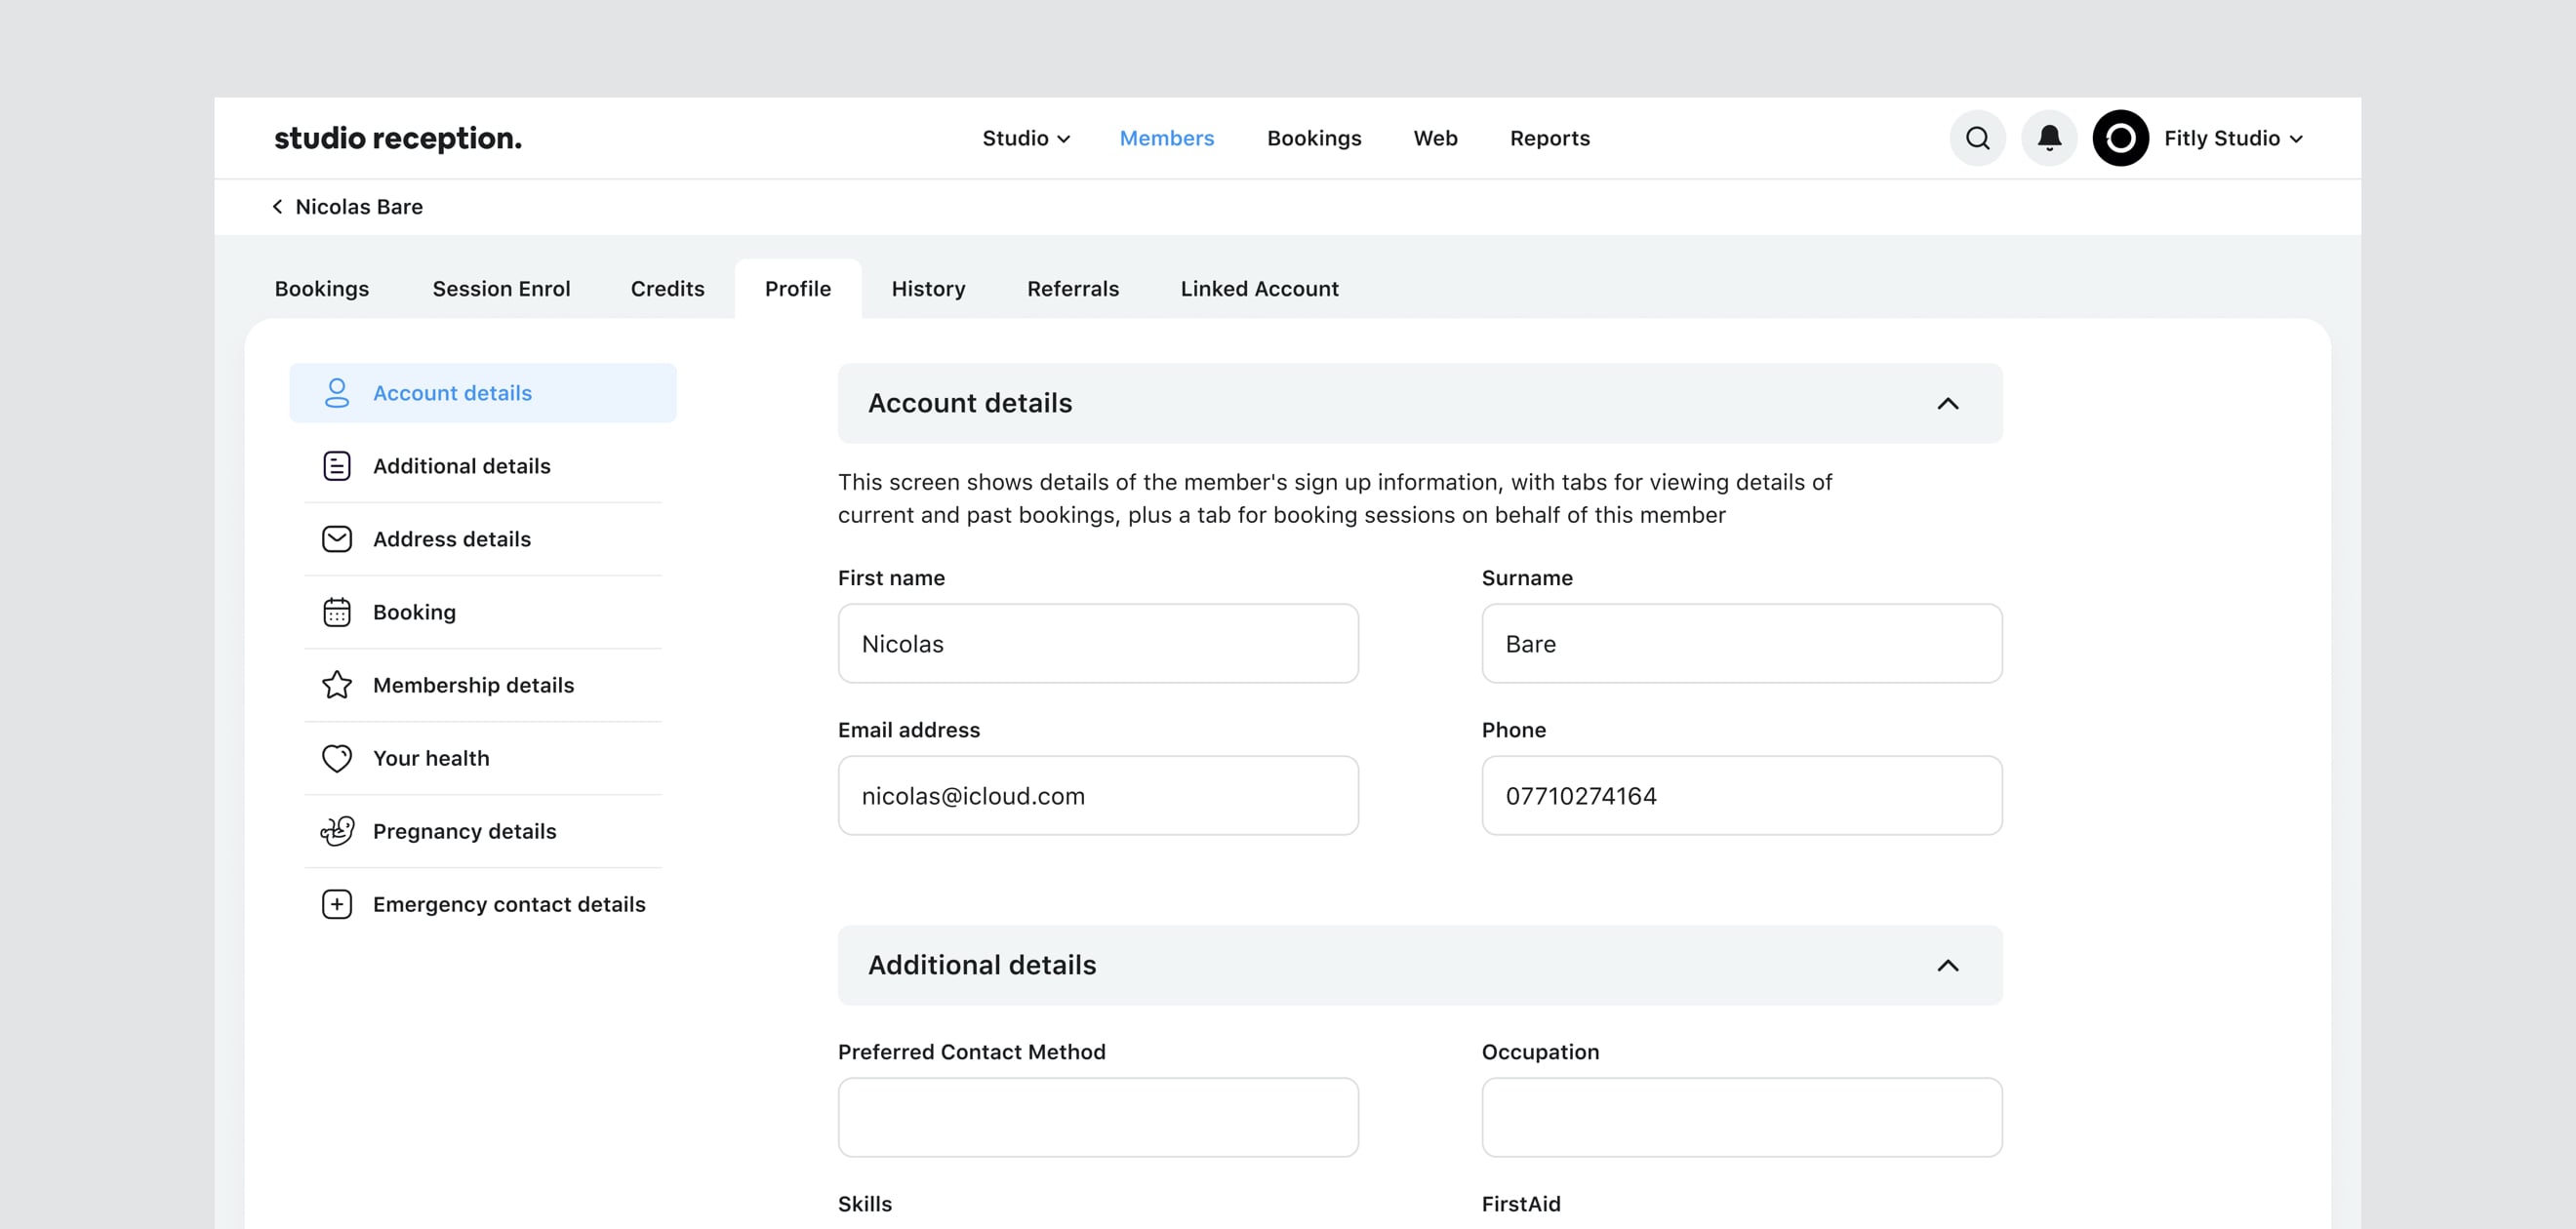 studio reception.
Studio
Members
Bookings
Web
Reports
Fitly Studio
Nicolas Bare
Bookings
Session Enrol
Credits
Profile
History
Referrals
Linked Account
Account details
Additional details
Address details
Booking
Membership details
Your health
Pregnancy details
Emergency contact details
Account details
This screen shows details of the member's sign up information, with tabs for viewing details of
current and past bookings, plus a tab for booking sessions on behalf of this member
First name
Surname
Nicolas
Bare
Email address
Phone
nicolas@icloud.com
07710274164
Additional details
Preferred Contact Method
Occupation
Skills
FirstAid